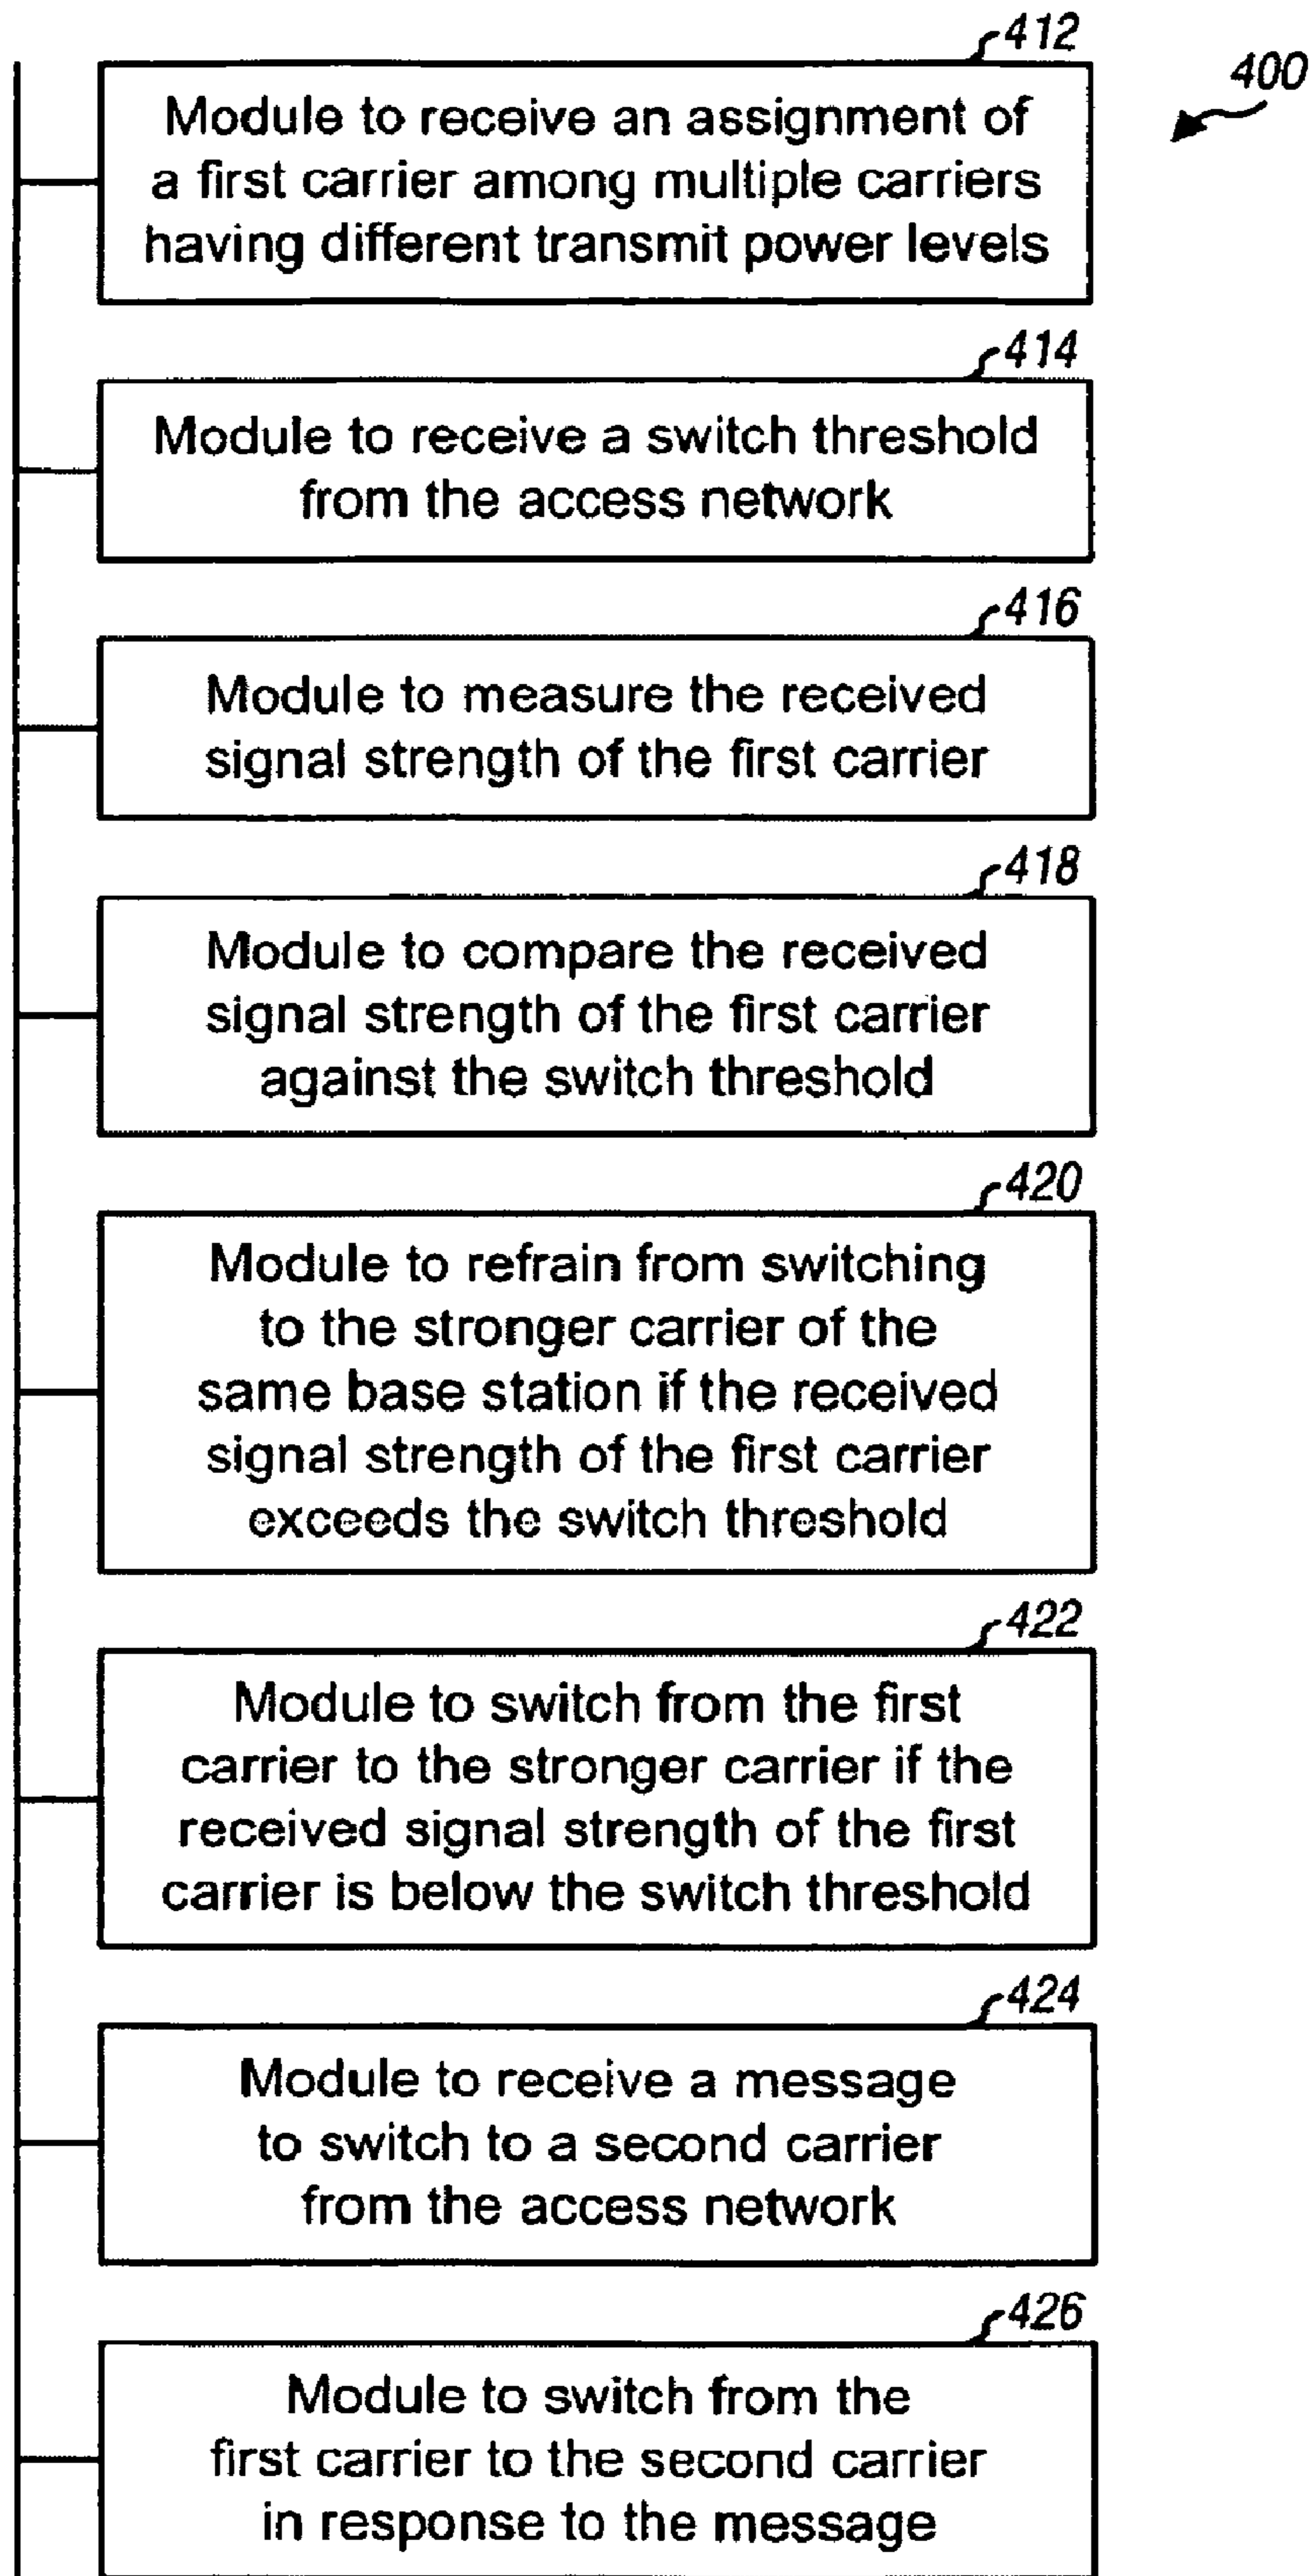 412
400
Module to receive an assignment of
a first carrier among multiple carriers
having different transmit power levels
414
Module to receive a switch threshold
from the access network
416
Module to measure the received
signal strength of the first carrier
418
Module to compare the received
signal strength of the first carrier
against the switch threshold
420
Module to refrain from switching
to the stronger carrier of the
same base station if the received
signal strength of the first carrier
exceeds the switch threshold
422
Module to switch from the first
carrier to the stronger carrier if the
received signal strength of the first
carrier is below the switch threshold
424
Module to receive a message
to switch to a second carrier
from the access network
426
Module to switch from the
first carrier to the second carrier
in response to the message